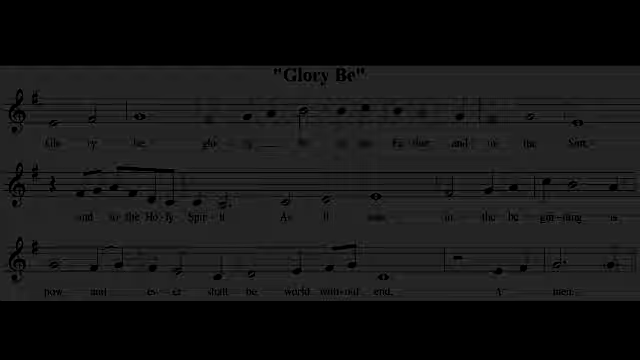 "Glory Be"
Glo ry be, glo ry Fa ther and to the Son,
and to the Ho ly Spir - it As it was in the be gin - ning is
now and ev er shall be world with-out end. A men.